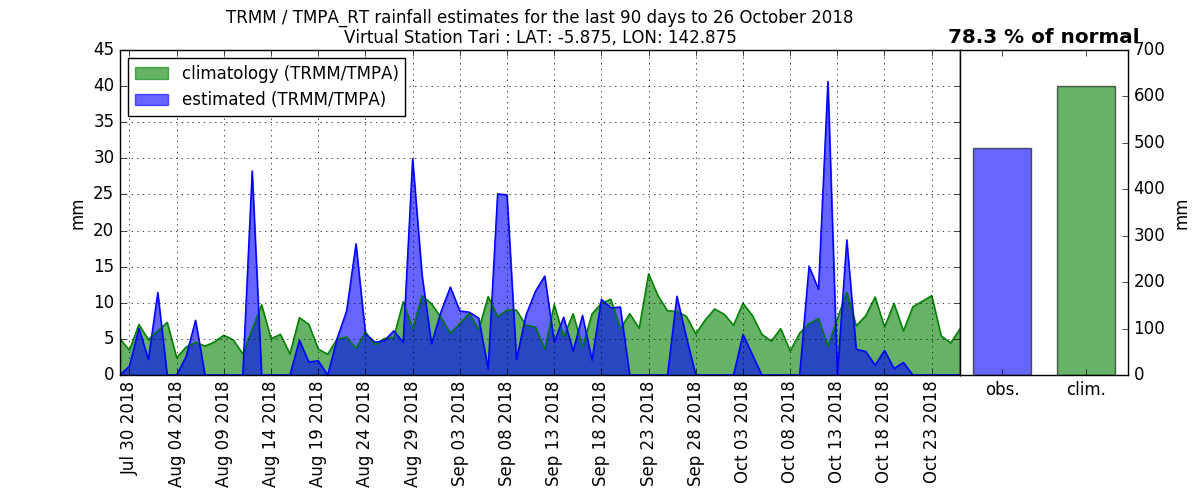 TRMM / TMPA_RT rainfall estimates for the last 90 days to 26 October 2018
Virtual Station Tari : LAT: -5.875, LON: 142.875
78.3 % of normal
climatology (TRMM/TMPA)
estimated (TRMM/TMPA)
45
40
35
30
25
20
15
10
5
0
mm
Jul 30 2018
Aug 04 2018
Aug 09 2018
Aug 14 2018
Aug 19 2018
Aug 24 2018
Aug 29 2018
Sep 03 2018
Sep 08 2018
Sep 13 2018
Sep 18 2018
Sep 23 2018
Sep 28 2018
Oct 03 2018
Oct 08 2018
Oct 13 2018
Oct 18 2018
Oct 23 2018
700
600
500
400
300
200
100
0
mm
obs.
clim.